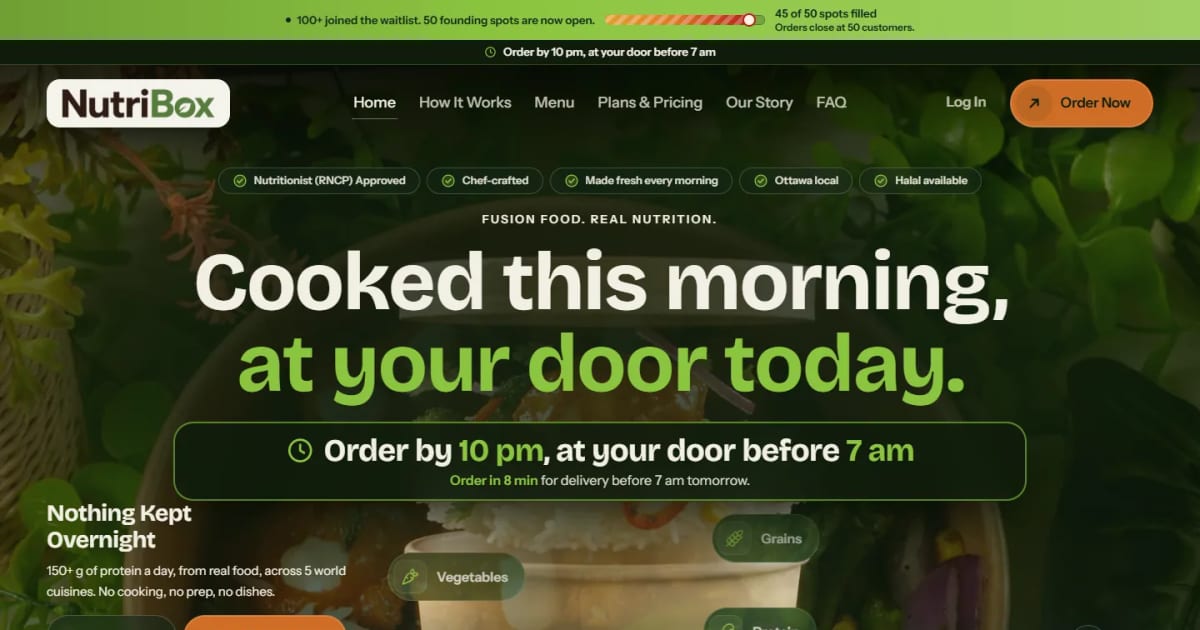 100+ joined the waitlist. 50 founding spots are now open.
45 of 50 spots filled
Orders close at 50 customers.
Order by 10 pm, at your door before 7 am
NutriBox
Home
How It Works
Menu
Plans & Pricing
Our Story
FAQ
Log In
Order Now
Nutritionist (RNCP) Approved
Chef-crafted
Made fresh every morning
Ottawa local
Halal available
FUSION FOOD. REAL NUTRITION.
Cooked this morning,
at your door today.
Order by 10 pm, at your door before 7 am
Order in 8 min for delivery before 7 am tomorrow.
Nothing Kept
Overnight
150+ g of protein a day, from real food, across 5 world
cuisines. No cooking, no prep, no dishes.
Grains
Vegetables
Protein